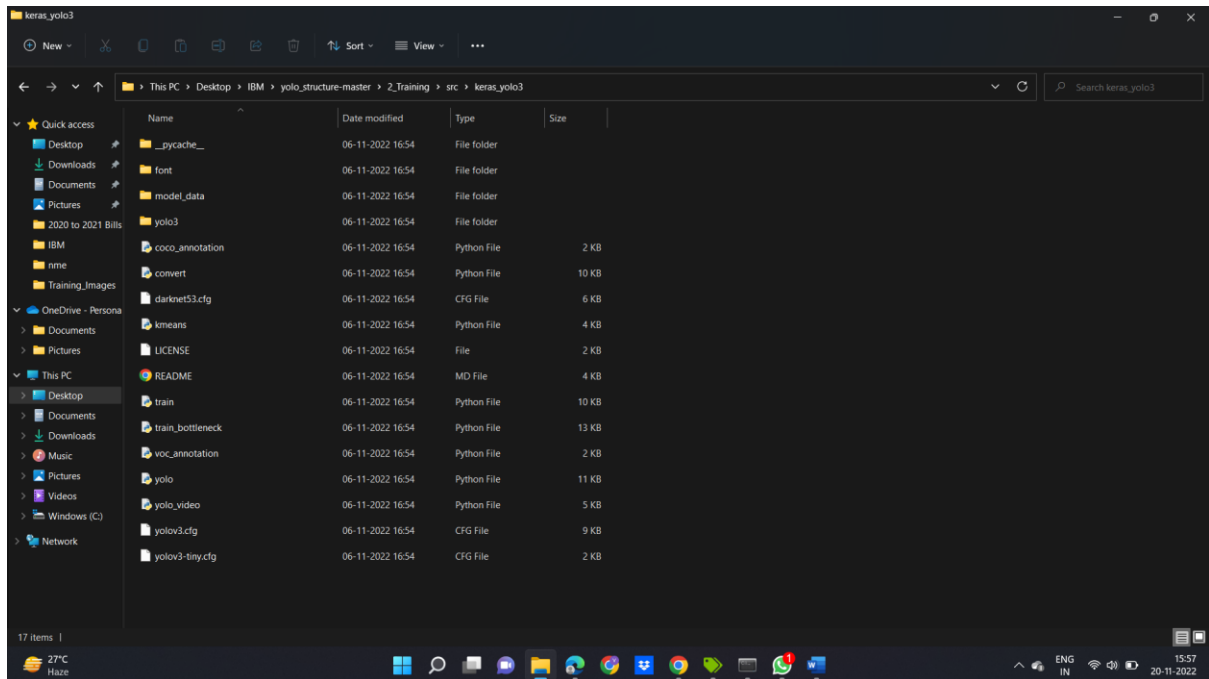 keras_yolo3
New
Sort
View
This PC > Desktop > IBM > yolo_structure-master > 2_Training > src > keras_yolo3
Search keras_yolo3
Quick access
Desktop
Downloads
Documents
Pictures
2020 to 2021 Bills
IBM
nme
Training_Images
OneDrive - Persona
Documents
Pictures
This PC
Desktop
Documents
Downloads
Music
Pictures
Videos
Windows (C:)
Network
Name Date modified Type Size
__pycache__ 06-11-2022 16:54 File folder
font 06-11-2022 16:54 File folder
model_data 06-11-2022 16:54 File folder
yolo3 06-11-2022 16:54 File folder
coco_annotation 06-11-2022 16:54 Python File 2 KB
convert 06-11-2022 16:54 Python File 10 KB
darknet53.cfg 06-11-2022 16:54 CFG File 6 KB
kmeans 06-11-2022 16:54 Python File 4 KB
LICENSE 06-11-2022 16:54 File 2 KB
README 06-11-2022 16:54 MD File 4 KB
train 06-11-2022 16:54 Python File 10 KB
train_bottleneck 06-11-2022 16:54 Python File 13 KB
voc_annotation 06-11-2022 16:54 Python File 2 KB
yolo 06-11-2022 16:54 Python File 11 KB
yolo_video 06-11-2022 16:54 Python File 5 KB
yolov3.cfg 06-11-2022 16:54 CFG File 9 KB
yolov3-tiny.cfg 06-11-2022 16:54 CFG File 2 KB
17 items
27°C
Haze
1
ENG
IN
15:57
20-11-2022